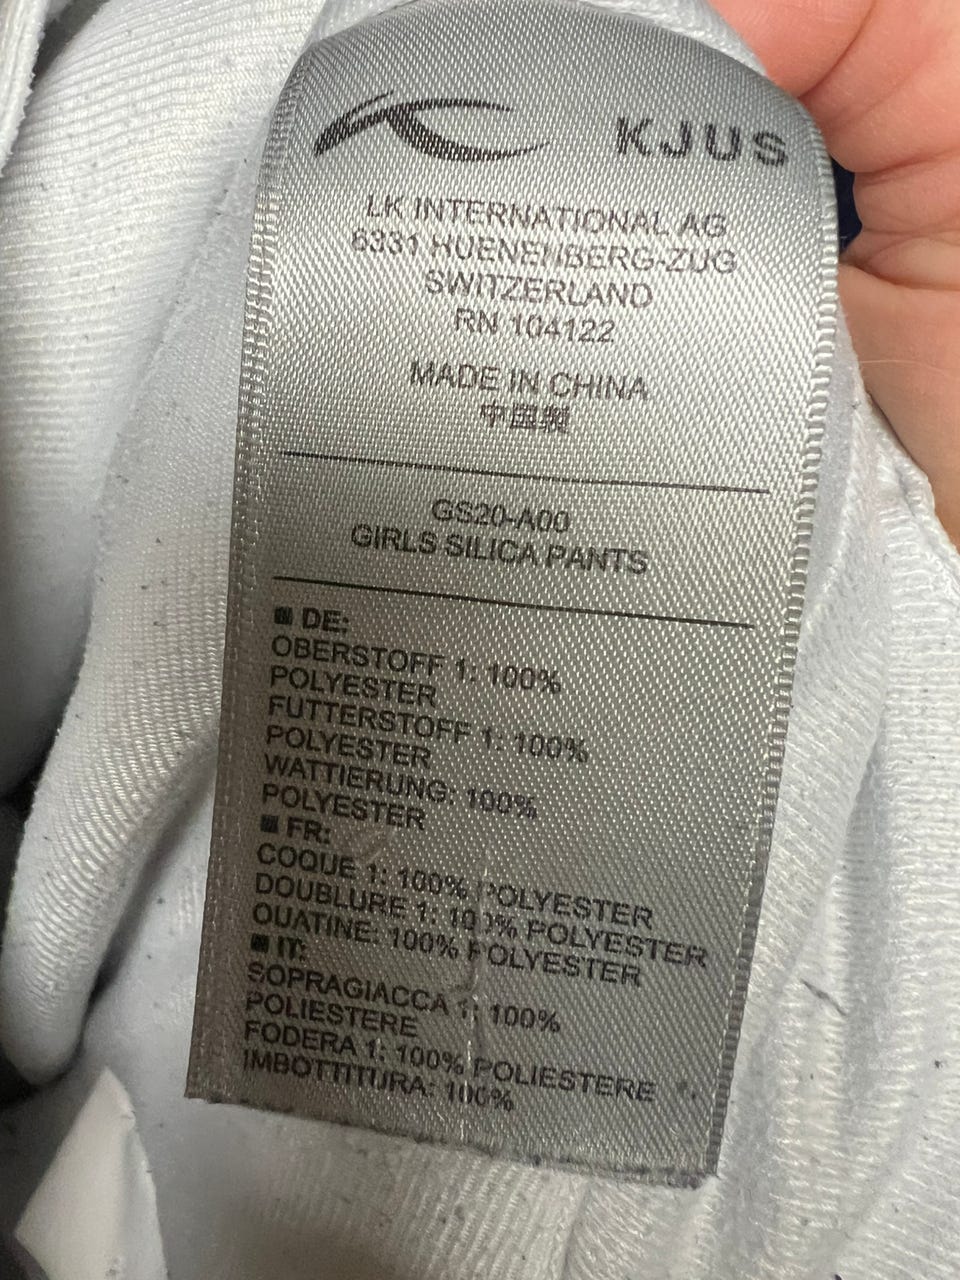 KJUS
LK INTERNATIONAL AG
6331 HUENENBERG-ZUG
SWITZERLAND
RN 104122
MADE IN CHINA
中国製
GS20-A00
GIRLS SILICA PANTS
DE:
OBERSTOFF 1: 100%
POLYESTER
FUTTERSTOFF 1: 100%
POLYESTER
WATTIERUNG: 100%
POLYESTER
FR:
COQUE 1: 100% POLYESTER
DOUBLURE 1: 100% POLYESTER
OUATINE: 100% POLYESTER
IT:
SOPRAGIACCA 1: 100%
POLIESTERE
FODERA 1: 100% POLIESTERE
IMBOTTITURA: 100%